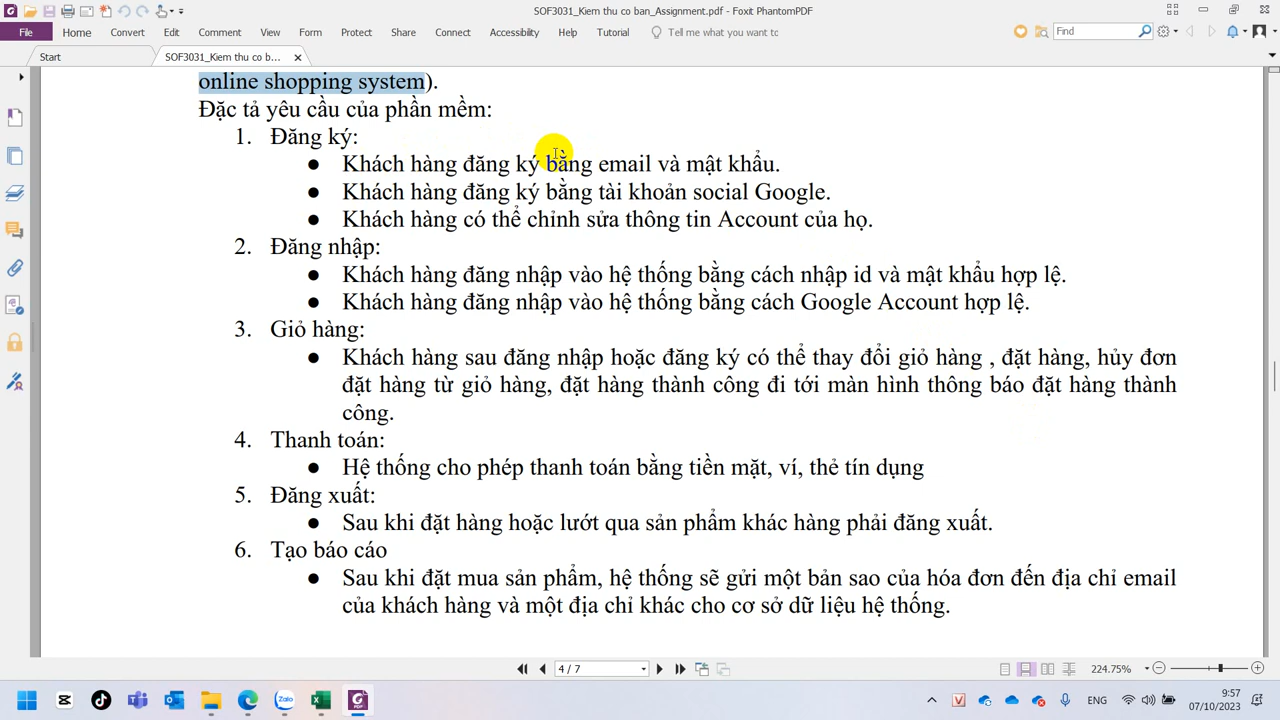 SOF3031_Kiem thu co ban_Assignment.pdf - Foxit PhantomPDF
File Home Convert Edit Comment View Form Protect Share Connect Accessibility Help Tutorial Tell me what you want to Find
Start SOF3031_Kiem thu co b...
online shopping system).
Đặc tả yêu cầu của phần mềm:
1. Đăng ký:
● Khách hàng đăng ký bằng email và mật khẩu.
● Khách hàng đăng ký bằng tài khoản social Google.
● Khách hàng có thể chỉnh sửa thông tin Account của họ.
2. Đăng nhập:
● Khách hàng đăng nhập vào hệ thống bằng cách nhập id và mật khẩu hợp lệ.
● Khách hàng đăng nhập vào hệ thống bằng cách Google Account hợp lệ.
3. Giỏ hàng:
● Khách hàng sau đăng nhập hoặc đăng ký có thể thay đổi giỏ hàng , đặt hàng, hủy đơn
đặt hàng từ giỏ hàng, đặt hàng thành công đi tới màn hình thông báo đặt hàng thành
công.
4. Thanh toán:
● Hệ thống cho phép thanh toán bằng tiền mặt, ví, thẻ tín dụng
5. Đăng xuất:
● Sau khi đặt hàng hoặc lướt qua sản phẩm khác hàng phải đăng xuất.
6. Tạo báo cáo
● Sau khi đặt mua sản phẩm, hệ thống sẽ gửi một bản sao của hóa đơn đến địa chỉ email
của khách hàng và một địa chỉ khác cho cơ sở dữ liệu hệ thống.
4 / 7 224.75%
Zalo ENG 9:57
07/10/2023